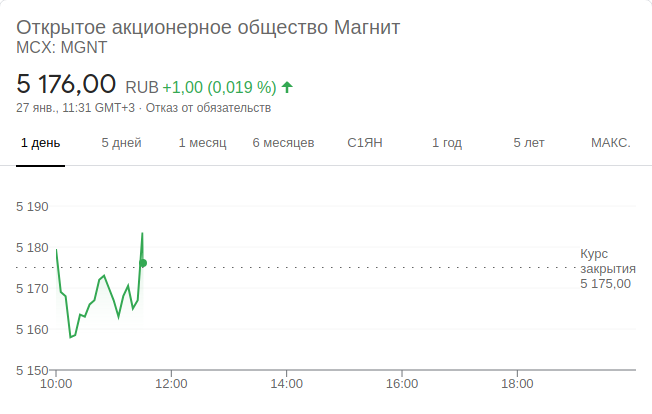 Открытое акционерное общество Магнит
MCX: MGNT
5 176,00 RUB +1,00 (0,019 %)
27 янв., 11:31 GMT+3 · Отказ от обязательств
1 день 5 дней 1 месяц 6 месяцев С1ЯН 1 год 5 лет МАКС.
5 190
5 180
Курс
закрытия
5 175,00
5 170
5 160
5 150
10:00 12:00 14:00 16:00 18:00